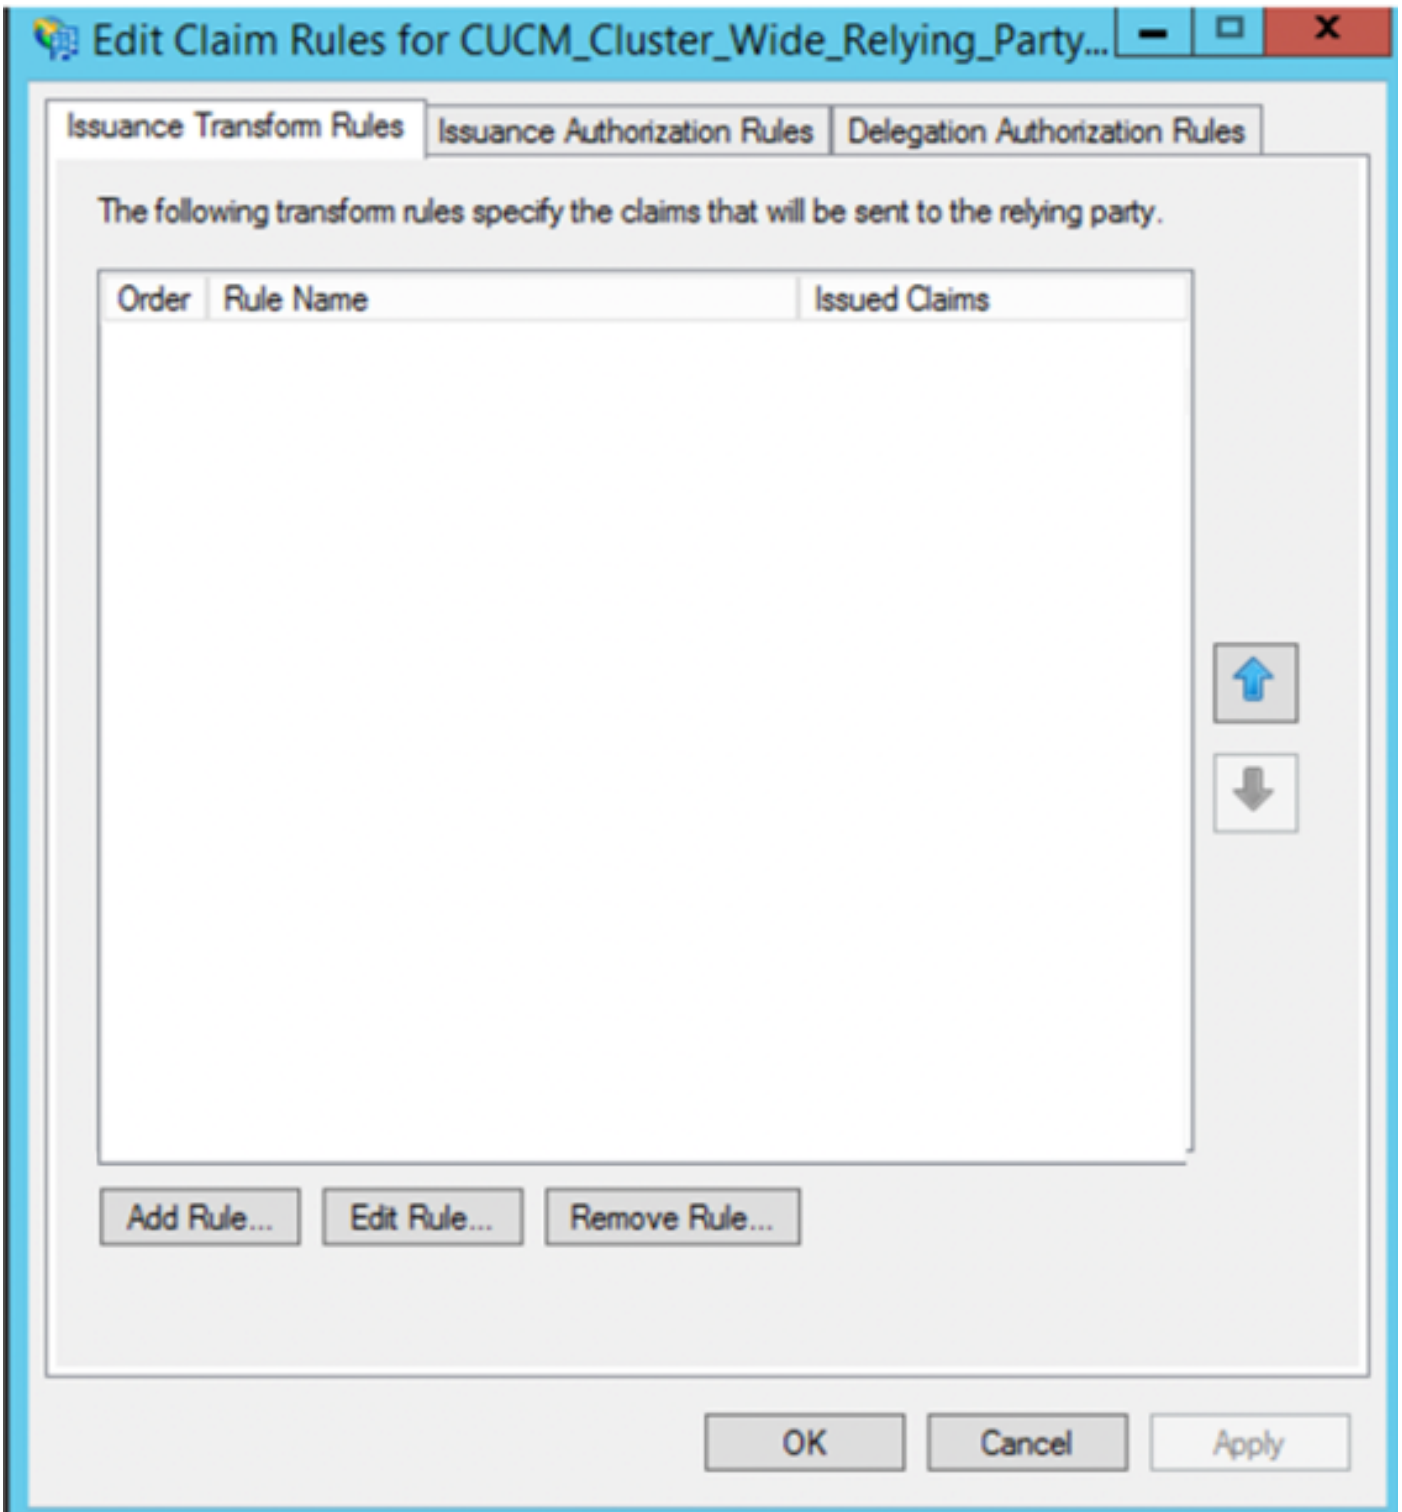 Edit Claim Rules for CUCM_Cluster_Wide_Relying_Party...
Issuance Transform Rules
Issuance Authorization Rules
Delegation Authorization Rules
The following transform rules specify the claims that will be sent to the relying party.
Order Rule Name Issued Claims
Add Rule... Edit Rule... Remove Rule...
OK Cancel Apply